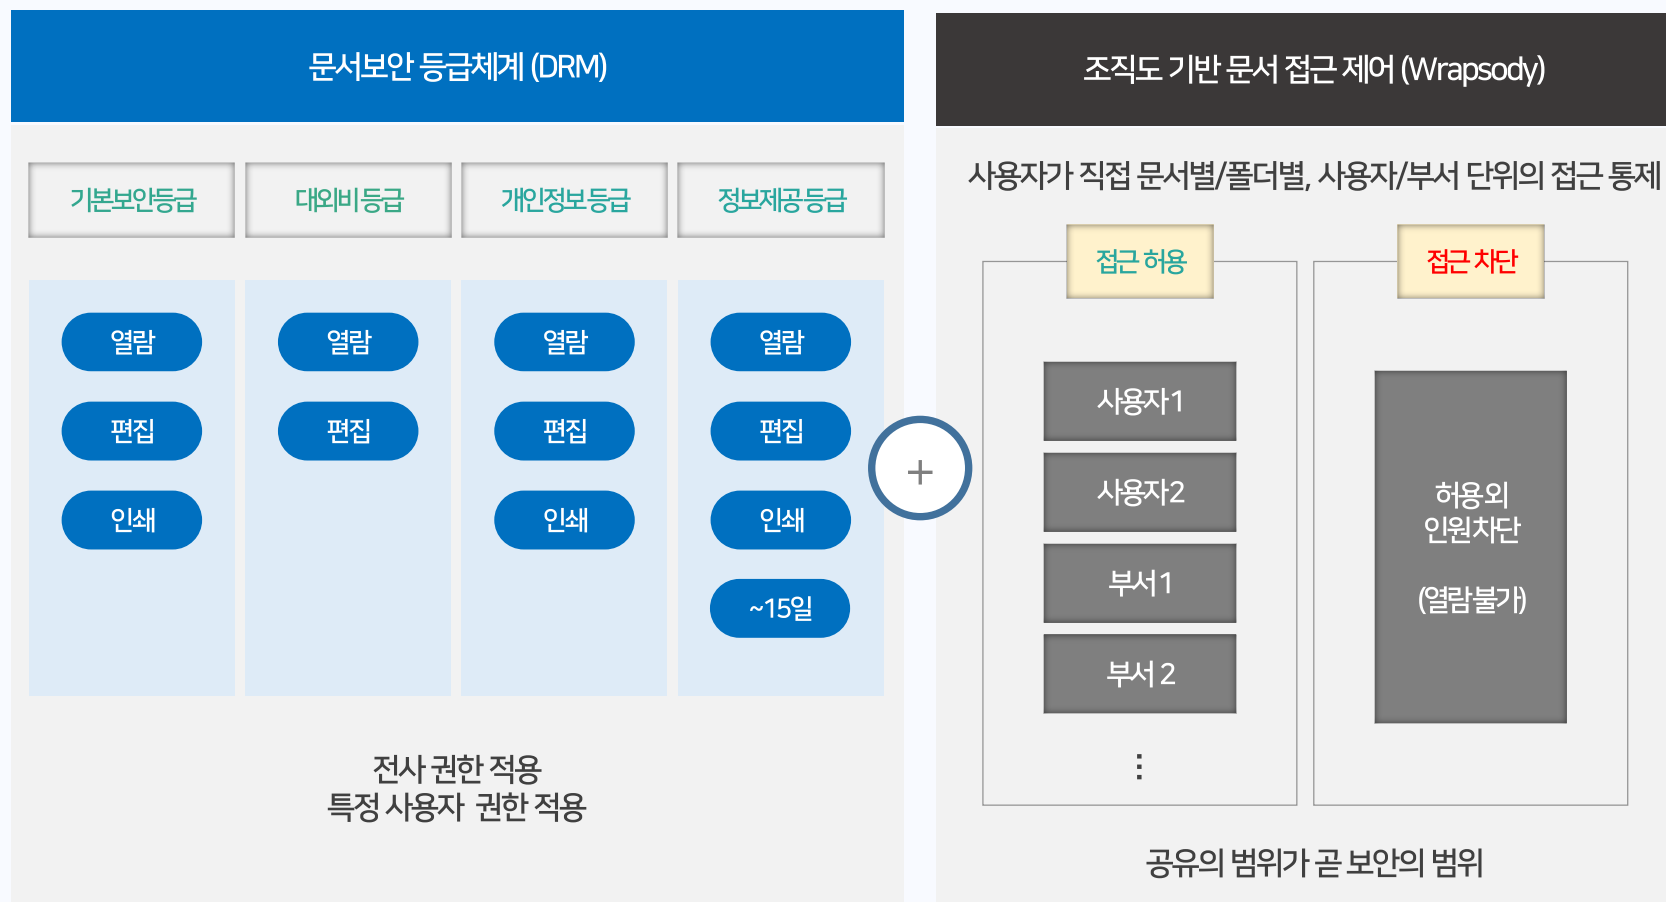 문서보안 등급체계 (DRM)
기본보안등급
대외비 등급
개인정보 등급
정보제공 등급
열람
편집
인쇄
열람
편집
열람
편집
인쇄
열람
편집
인쇄
~15일
전사 권한 적용
특정 사용자 권한 적용
+
조직도 기반 문서 접근 제어 (Wrapsody)
사용자가 직접 문서별/폴더별, 사용자/부서 단위의 접근 통제
접근 허용
사용자1
사용자2
부서1
부서2
⋮
접근 차단
허용외
인원차단
(열람불가)
공유의 범위가 곧 보안의 범위